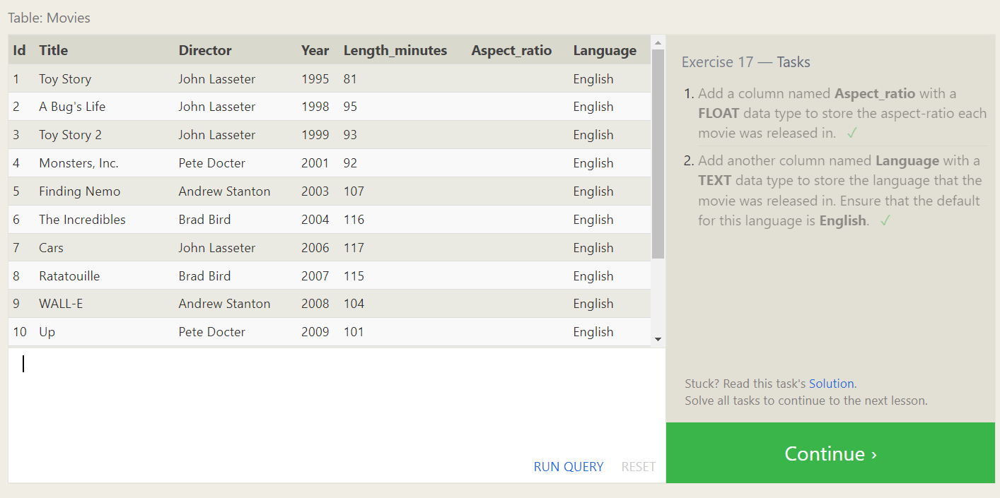 Table: Movies
Id Title Director Year Length_minutes Aspect_ratio Language
1 Toy Story John Lasseter 1995 81 English
2 A Bug's Life John Lasseter 1998 95 English
3 Toy Story 2 John Lasseter 1999 93 English
4 Monsters, Inc. Pete Docter 2001 92 English
5 Finding Nemo Andrew Stanton 2003 107 English
6 The Incredibles Brad Bird 2004 116 English
7 Cars John Lasseter 2006 117 English
8 Ratatouille Brad Bird 2007 115 English
9 WALL-E Andrew Stanton 2008 104 English
10 Up Pete Docter 2009 101 English
RUN QUERY RESET
Exercise 17 — Tasks
1. Add a column named Aspect_ratio with a
FLOAT data type to store the aspect-ratio each
movie was released in. ✓
2. Add another column named Language with a
TEXT data type to store the language that the
movie was released in. Ensure that the default
for this language is English. ✓
Stuck? Read this task's Solution.
Solve all tasks to continue to the next lesson.
Continue ›